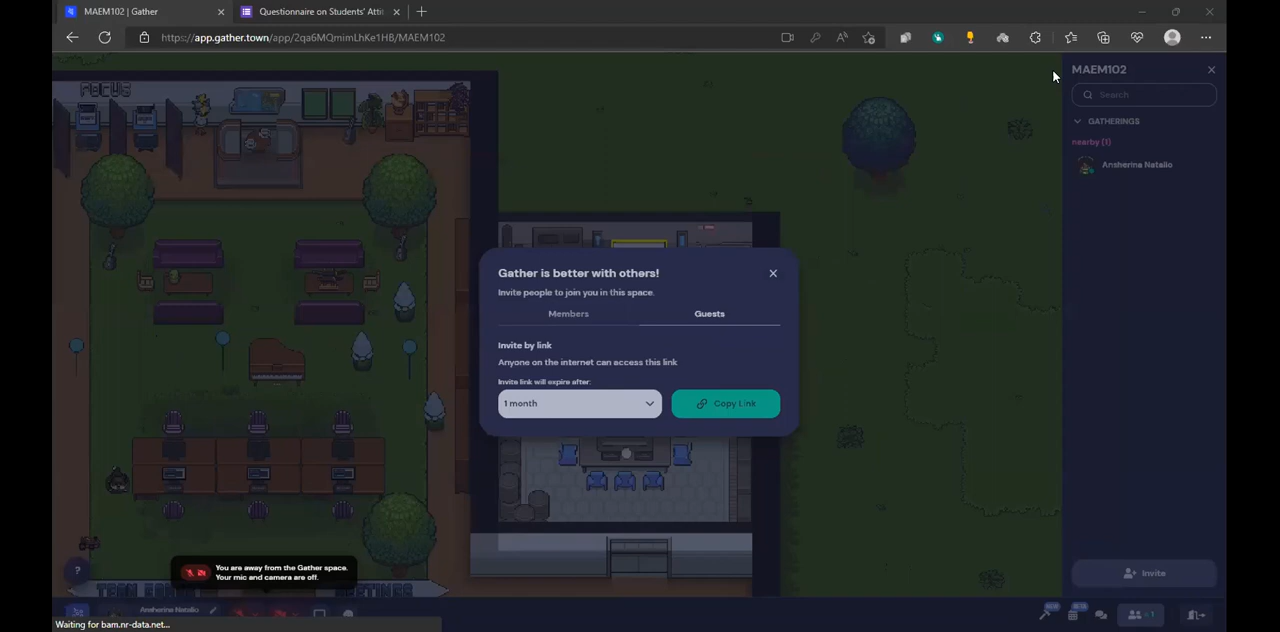 MAEM102 | Gather
Questionnaire on Students' Atti
https://app.gather.town/app/2qa6MQmimLhKe1HB/MAEM102
MAEM102
Search
GATHERINGS
nearby (1)
Ansherina Natalio
FOCUS
Gather is better with others!
Invite people to join you in this space.
Members
Guests
Invite by link
Anyone on the internet can access this link
Invite link will expire after:
1 month
Copy Link
You are away from the Gather space.
Your mic and camera are off.
?
Invite
Ansherina Natalio
Waiting for bam.nr-data.net...